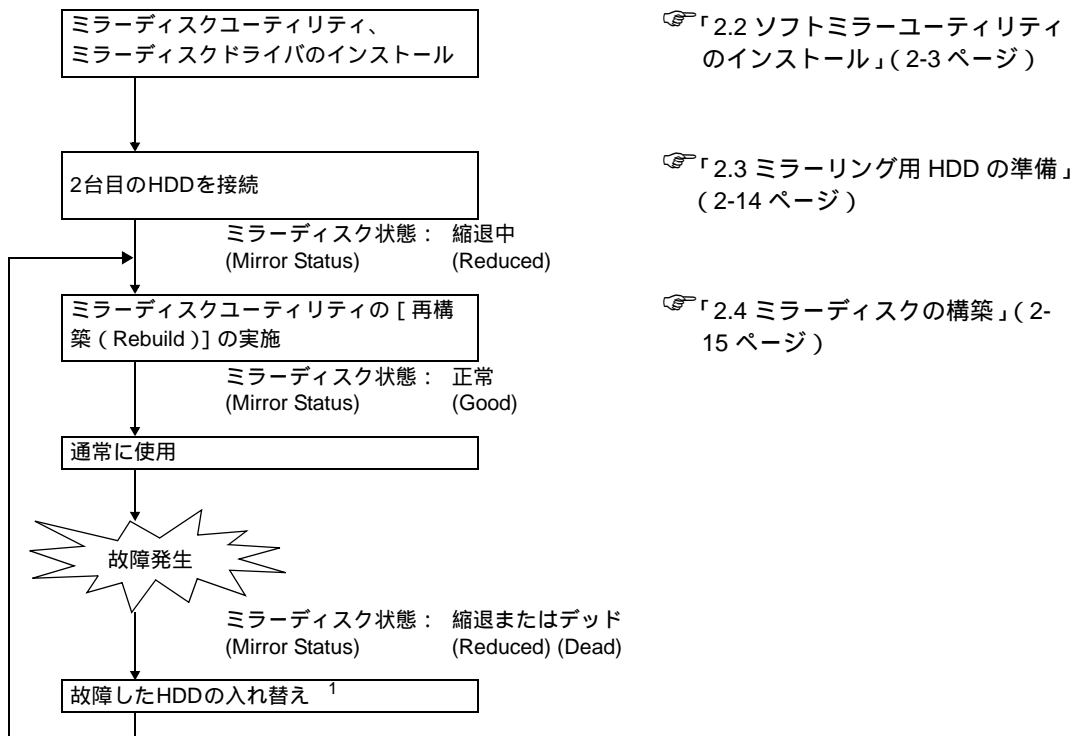 ミラーディスクユーティリティ、
ミラーディスクドライバのインストール
☞「2.2 ソフトミラーユーティリティ
のインストール」(2-3 ページ)
2台目のHDDを接続
☞「2.3 ミラーリング用 HDD の準備」
(2-14 ページ)
ミラーディスク状態： 縮退中
(Mirror Status) (Reduced)
ミラーディスクユーティリティの [ 再構
築 ( Rebuild )] の実施
☞「2.4 ミラーディスクの構築」(2-
15 ページ)
ミラーディスク状態： 正常
(Mirror Status) (Good)
通常に使用
故障発生
ミラーディスク状態： 縮退またはデッド
(Mirror Status) (Reduced) (Dead)
故障したHDDの入れ替え 1